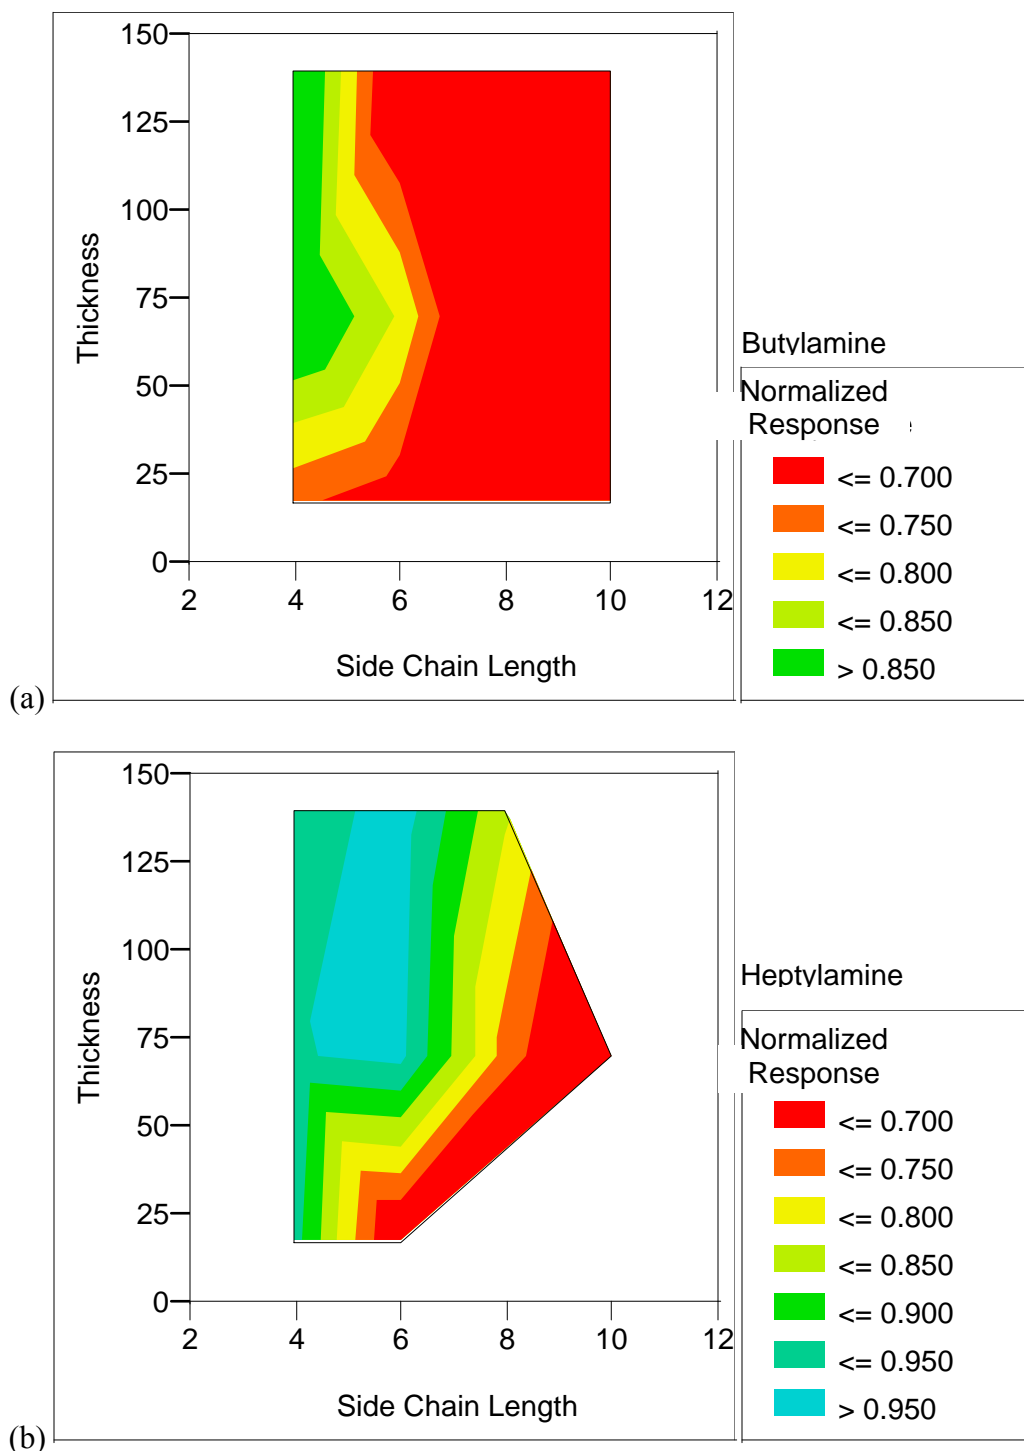 150
125
100
75
50
25
0
Thickness
2 4 6 8 10 12
Side Chain Length
Butylamine
Normalized
Response
<= 0.700
<= 0.750
<= 0.800
<= 0.850
> 0.850
(a)
150
125
100
75
50
25
0
Thickness
2 4 6 8 10 12
Side Chain Length
Heptylamine
Normalized
Response
<= 0.700
<= 0.750
<= 0.800
<= 0.850
<= 0.900
<= 0.950
> 0.950
(b)